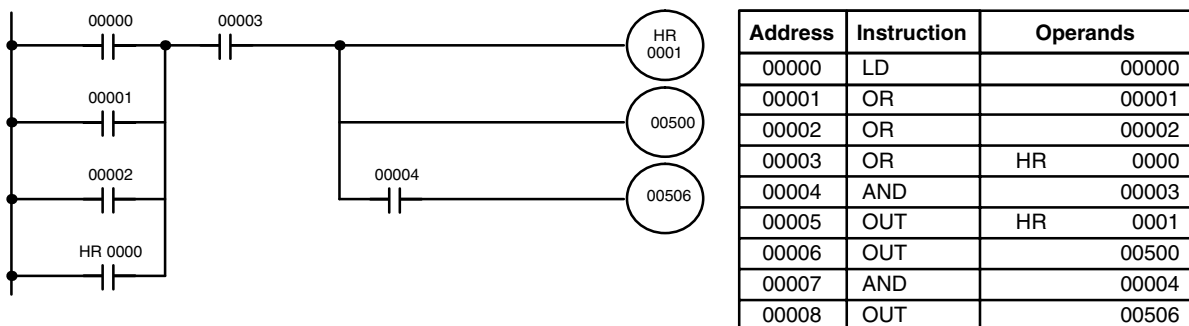 00000
00003
HR
0001
00001
00500
00002
00004
00506
HR 0000
Address Instruction Operands
00000 LD 00000
00001 OR 00001
00002 OR 00002
00003 OR HR 0000
00004 AND 00003
00005 OUT HR 0001
00006 OUT 00500
00007 AND 00004
00008 OUT 00506